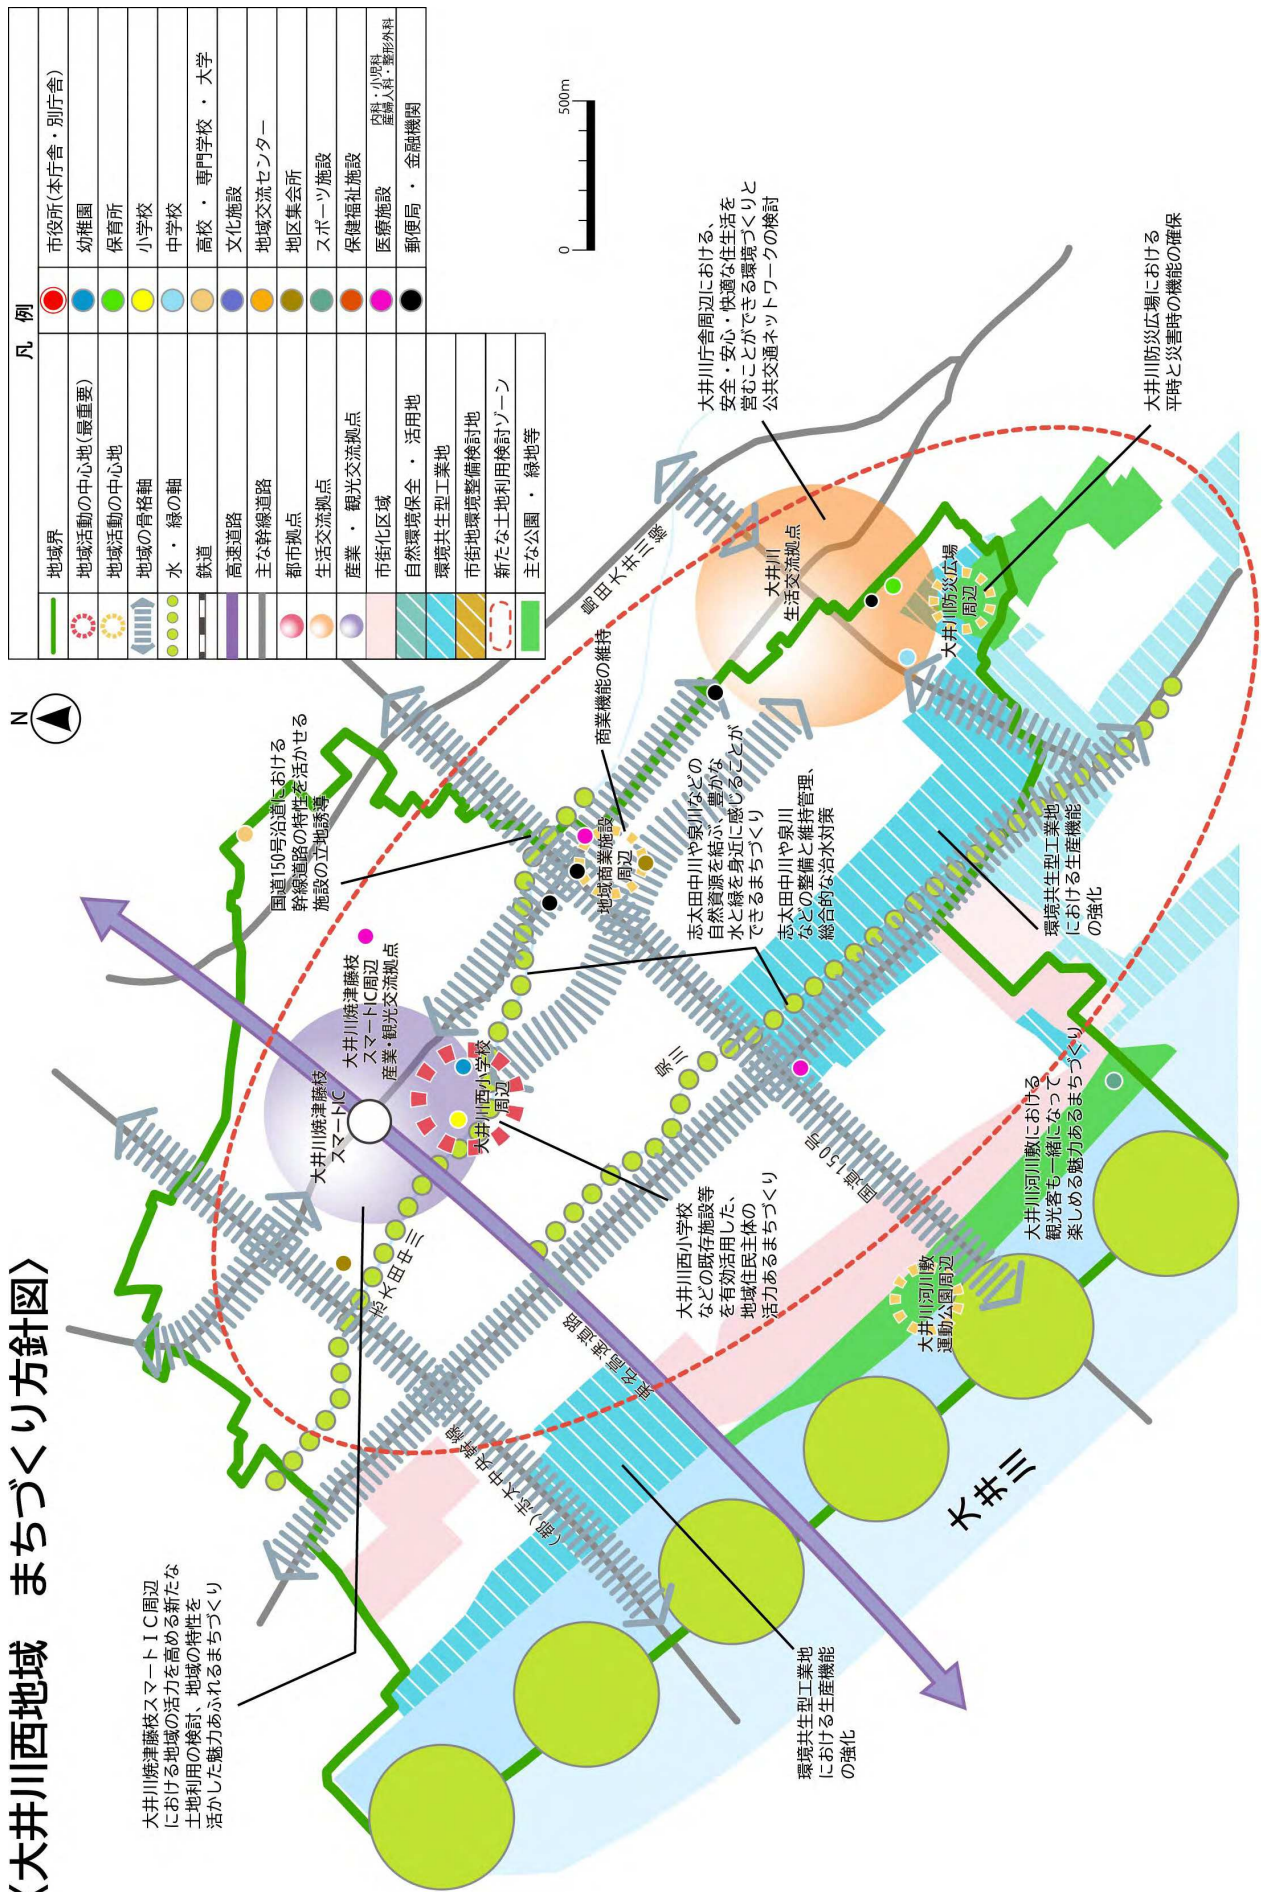 〈大井川西地域　まちづくり方針図〉
N
凡　例
地域界
地域活動の中心地(最重要)
地域活動の中心地
地域の骨格軸
水・緑の軸
鉄道
高速道路
主な幹線道路
都市拠点
生活交流拠点
産業・観光交流拠点
市街化区域
自然環境保全・活用地
環境共生型工業地
市街地環境整備検討地
新たな土地利用検討ゾーン
主な公園・緑地等
市役所(本庁舎・別庁舎)
幼稚園
保育所
小学校
中学校
高校・専門学校・大学
文化施設
地域交流センター
地区集会所
スポーツ施設
保健福祉施設
医療施設
内科・小児科
産婦人科・整形外科
郵便局・金融機関
0
500m
大井川焼津藤枝スマートＩＣ周辺
における地域の活力を高める新たな
土地利用の検討、地域の特性を
活かした魅力あふれるまちづくり
国道150号沿道における
幹線道路の特性を活かせる
施設の立地誘導
大井川焼津藤枝
スマートIC
大井川焼津藤枝
スマートIC周辺
産業・観光交流拠点
志太田中川
大井川西小学校
周辺
(都)志太中央幹線
東名高速道路
島田大井川線
商業機能の維持
地域商業施設
周辺
泉川
大井川西小学校
などの既存施設等
を有効活用した、
地域住民主体の
活力あるまちづくり
志太田中川や泉川などの
自然資源を結ぶ、豊かな
水と緑を身近に感じることが
できるまちづくり
志太田中川や泉川
などの整備と維持管理、
総合的な治水対策
大井川庁舎周辺における、
安全・安心・快適な住生活を
営むことができる環境づくりと
公共交通ネットワークの検討
大井川
生活交流拠点
国道150号
環境共生型工業地
における生産機能
の強化
大井川河川敷
運動公園周辺
大井川
大井川河川敷における
観光客も一緒になって
楽しめる魅力あるまちづくり
環境共生型工業地
における生産機能
の強化
大井川防災広場
周辺
大井川防災広場における
平時と災害時の機能の確保